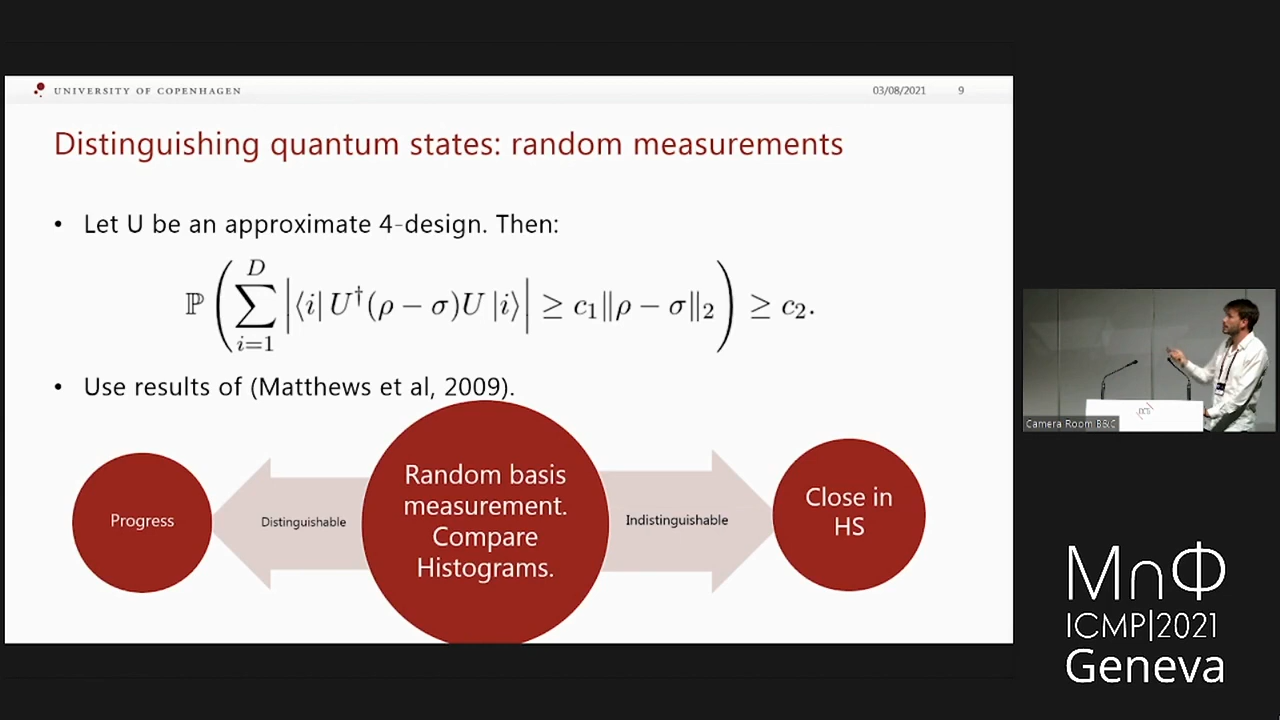 UNIVERSITY OF COPENHAGEN
03/08/2021 9
Distinguishing quantum states: random measurements
• Let U be an approximate 4-design. Then:
ℙ ( ∑_{i=1}^{D} |⟨i| U†(ρ − σ)U |i⟩| ≥ c₁‖ρ − σ‖₂ ) ≥ c₂.
• Use results of (Matthews et al, 2009).
Progress
Distinguishable
Random basis
measurement.
Compare
Histograms.
Indistinguishable
Close in
HS
Camera Room B&C
MnΦ
ICMP|2021
Geneva